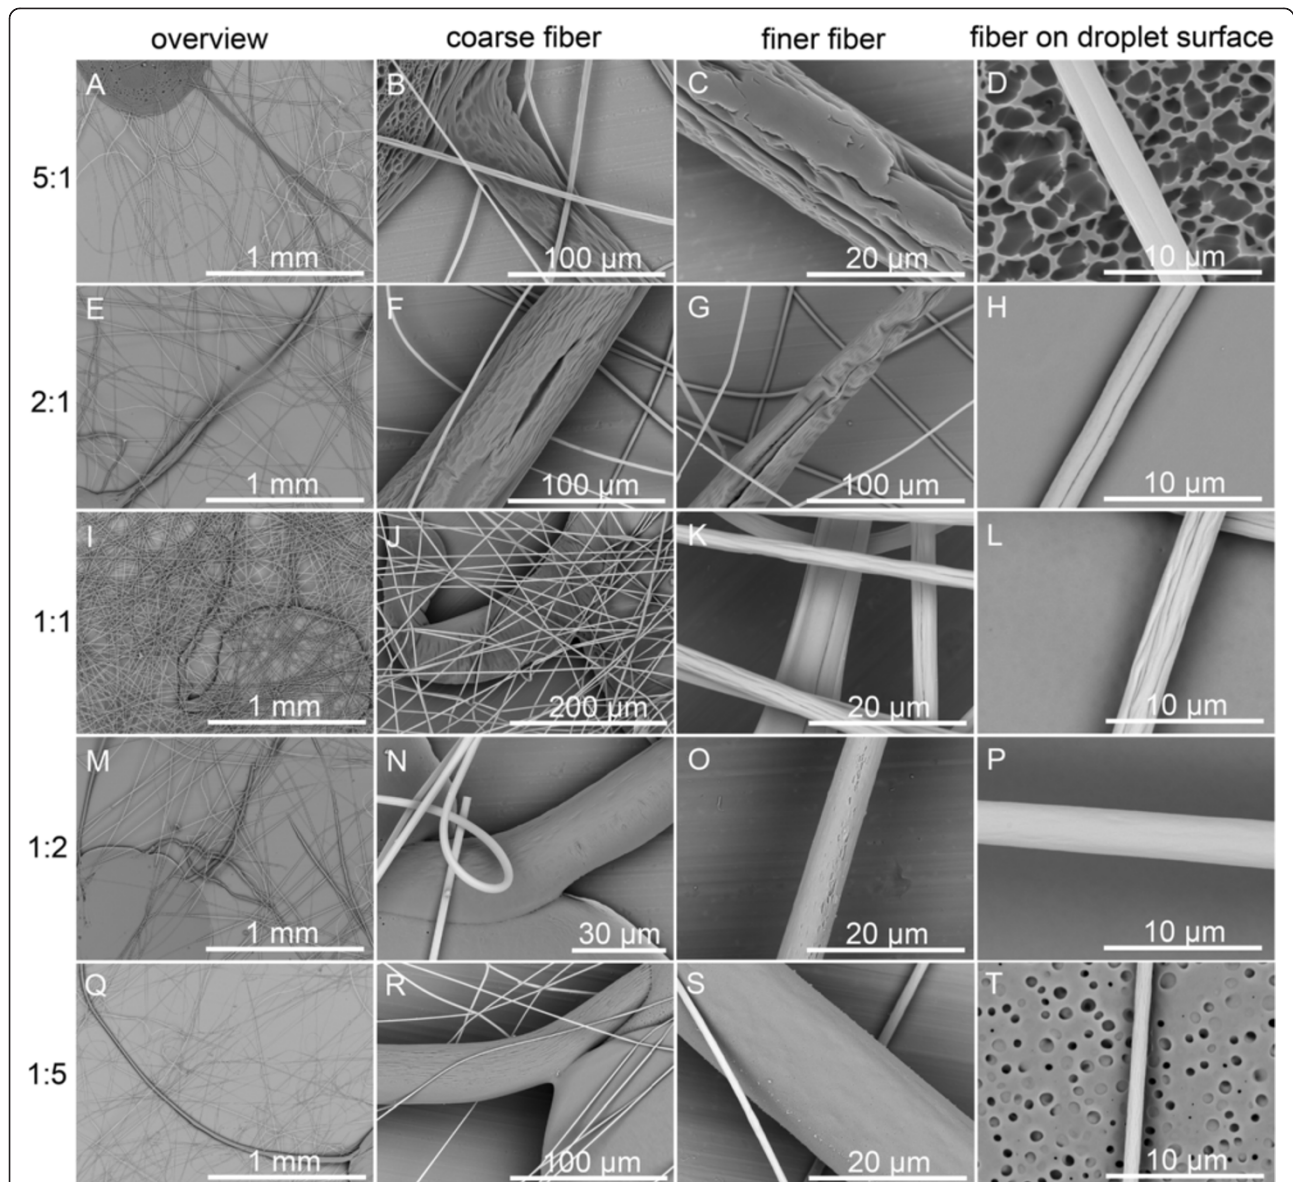 overview coarse fiber finer fiber fiber on droplet surface
5:1
A B C D
1 mm 100 µm 20 µm 10 µm
2:1
E F G H
1 mm 100 µm 100 µm 10 µm
1:1
I J K L
1 mm 200 µm 20 µm 10 µm
1:2
M N O P
1 mm 30 µm 20 µm 10 µm
1:5
Q R S T
1 mm 100 µm 20 µm 10 µm